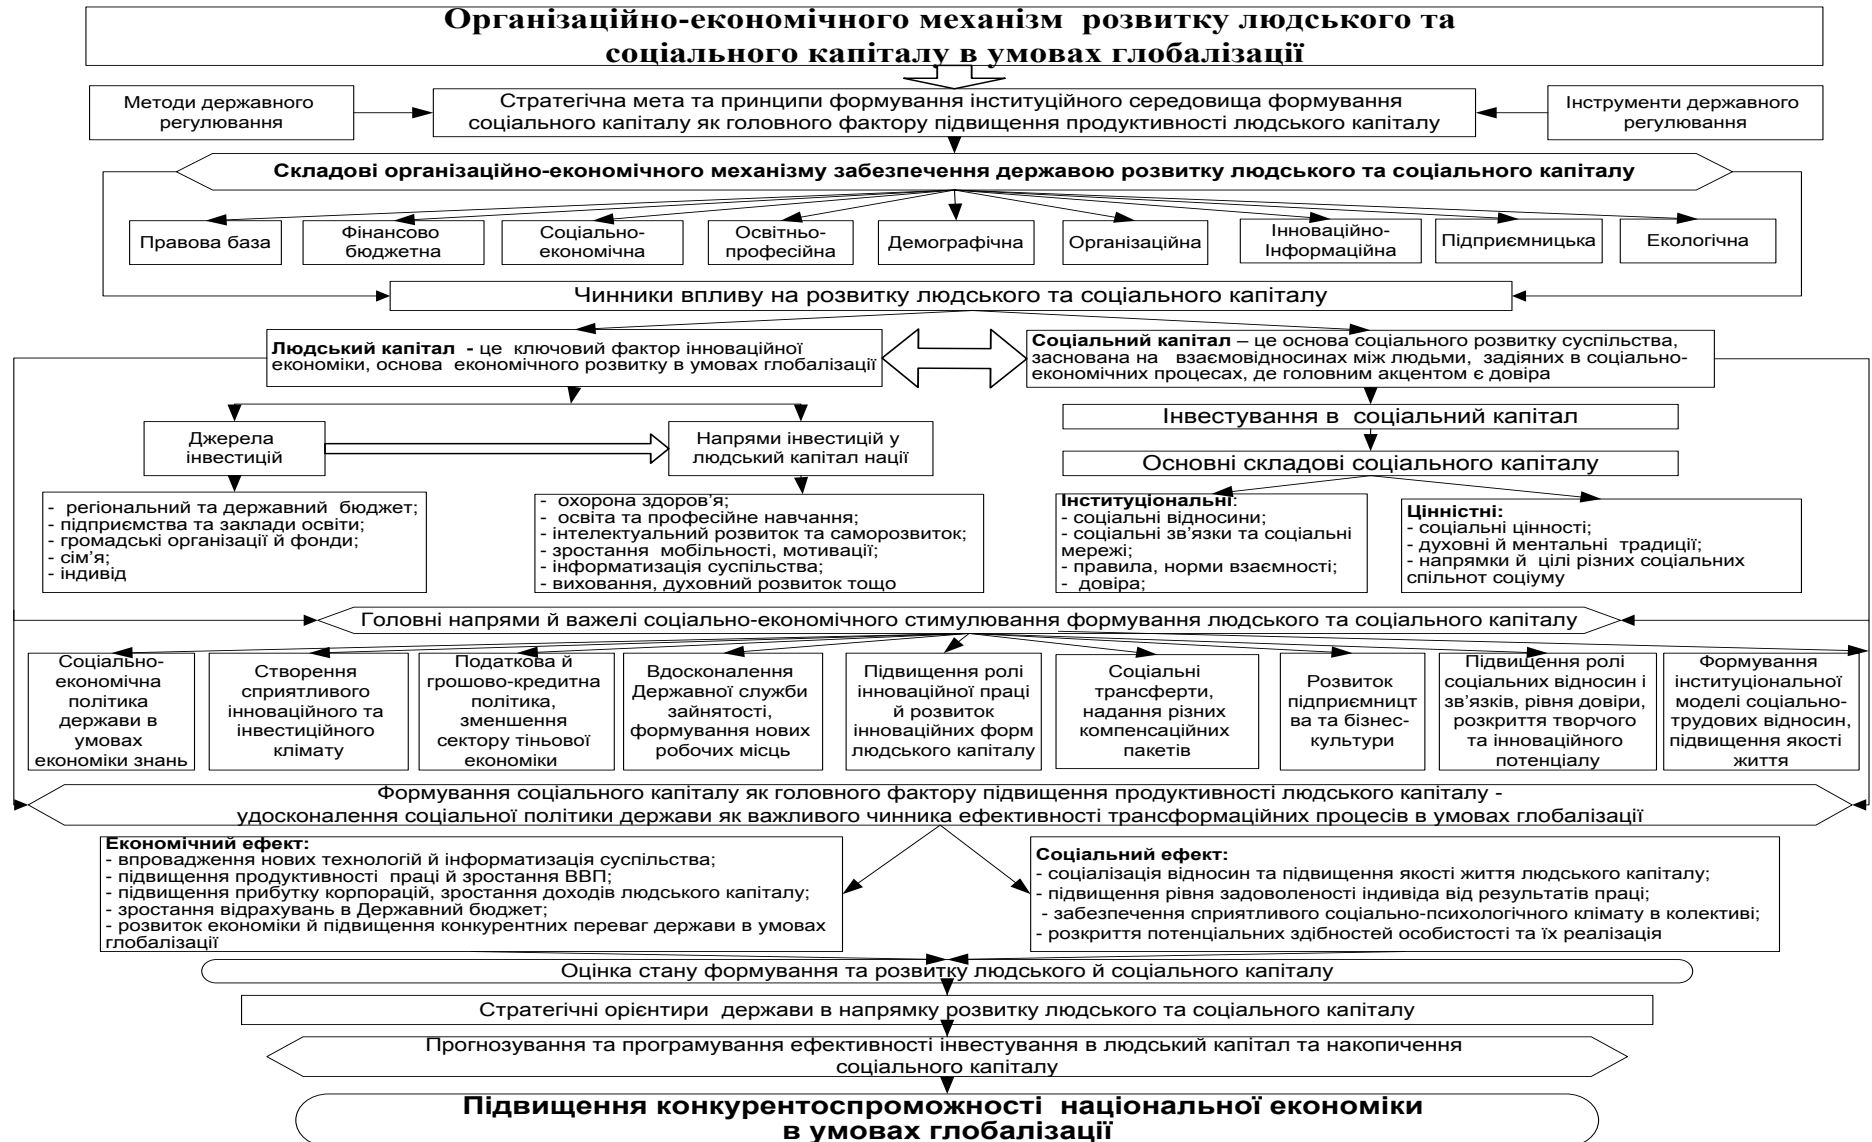 Організаційно-економічного механізм розвитку людського та
соціального капіталу в умовах глобалізації
Методи державного
регулювання
Стратегічна мета та принципи формування інституційного середовища формування
соціального капіталу як головного фактору підвищення продуктивності людського капіталу
Інструменти державного
регулювання
Складові організаційно-економічного механізму забезпечення державою розвитку людського та соціального капіталу
Правова база
Фінансово
бюджетна
Соціально-
економічна
Освітньо-
професійна
Демографічна
Організаційна
Інноваційно-
Інформаційна
Підприємницька
Екологічна
Чинники впливу на розвитку людського та соціального капіталу
Людський капітал - це ключовий фактор інноваційної
економіки, основа економічного розвитку в умовах глобалізації
Соціальний капітал – це основа соціального розвитку суспільства,
заснована на взаємовідносинах між людьми, задіяних в соціально-
економічних процесах, де головним акцентом є довіра
Джерела
інвестицій
Напрями інвестицій у
людський капітал нації
Інвестування в соціальний капітал
Основні складові соціального капіталу
- регіональний та державний бюджет;
- підприємства та заклади освіти;
- громадські організації й фонди;
- сім’я;
- індивід
- охорона здоров’я;
- освіта та професійне навчання;
- інтелектуальний розвиток та саморозвиток;
- зростання мобільності, мотивації;
- інформатизація суспільства;
- виховання, духовний розвиток тощо
Інституціональні:
- соціальні відносини;
- соціальні зв’язки та соціальні
мережі;
- правила, норми взаємності;
- довіра;
Цінністні:
- соціальні цінності;
- духовні й ментальні традиції;
- напрямки й цілі різних соціальних
спільнот соціуму
Головні напрями й важелі соціально-економічного стимулювання формування людського та соціального капіталу
Соціально-
економічна
політика
держави в
умовах
економіки знань
Створення
сприятливого
інноваційного та
інвестиційного
клімату
Податкова й
грошово-кредитна
політика,
зменшення
сектору тіньової
економіки
Вдосконалення
Державної служби
зайнятості,
формування нових
робочих місць
Підвищення ролі
інноваційної праці
й розвиток
інноваційних форм
людського капіталу
Соціальні
трансферти,
надання різних
компенсаційних
пакетів
Розвиток
підприємницт
ва та бізнес-
культури
Підвищення ролі
соціальних відносин і
зв’язків, рівня довіри,
розкриття творчого
та інноваційного
потенціалу
Формування
інституціональної
моделі соціально-
трудових відносин,
підвищення якості
життя
Формування соціального капіталу як головного фактору підвищення продуктивності людського капіталу -
удосконалення соціальної політики держави як важливого чинника ефективності трансформаційних процесів в умовах глобалізації
Економічний ефект:
- впровадження нових технологій й інформатизація суспільства;
- підвищення продуктивності праці й зростання ВВП;
- підвищення прибутку корпорацій, зростання доходів людського капіталу;
- зростання відрахувань в Державний бюджет;
- розвиток економіки й підвищення конкурентних переваг держави в умовах
глобалізації
Соціальний ефект:
- соціалізація відносин та підвищення якості життя людського капіталу;
- підвищення рівня задоволеності індивіда від результатів праці;
- забезпечення сприятливого соціально-психологічного клімату в колективі;
- розкриття потенціальних здібностей особистості та їх реалізація
Оцінка стану формування та розвитку людського й соціального капіталу
Стратегічні орієнтири держави в напрямку розвитку людського та соціального капіталу
Прогнозування та програмування ефективності інвестування в людський капітал та накопичення
соціального капіталу
Підвищення конкурентоспроможності національної економіки
в умовах глобалізації